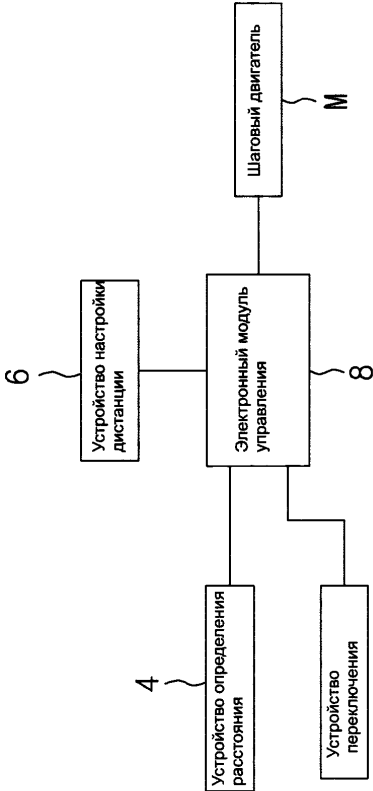 6
Устройство настройки
дистанции
4
Устройство определения
расстояния
Электронный модуль
управления
8
Шаговый двигатель
M
Устройство
переключения